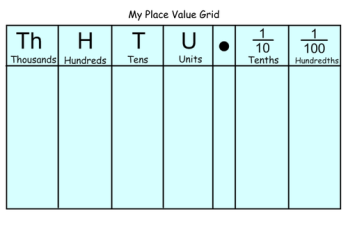 My Place Value Grid
Th H T U . 1/10 1/100
Thousands Hundreds Tens Units Tenths Hundredths